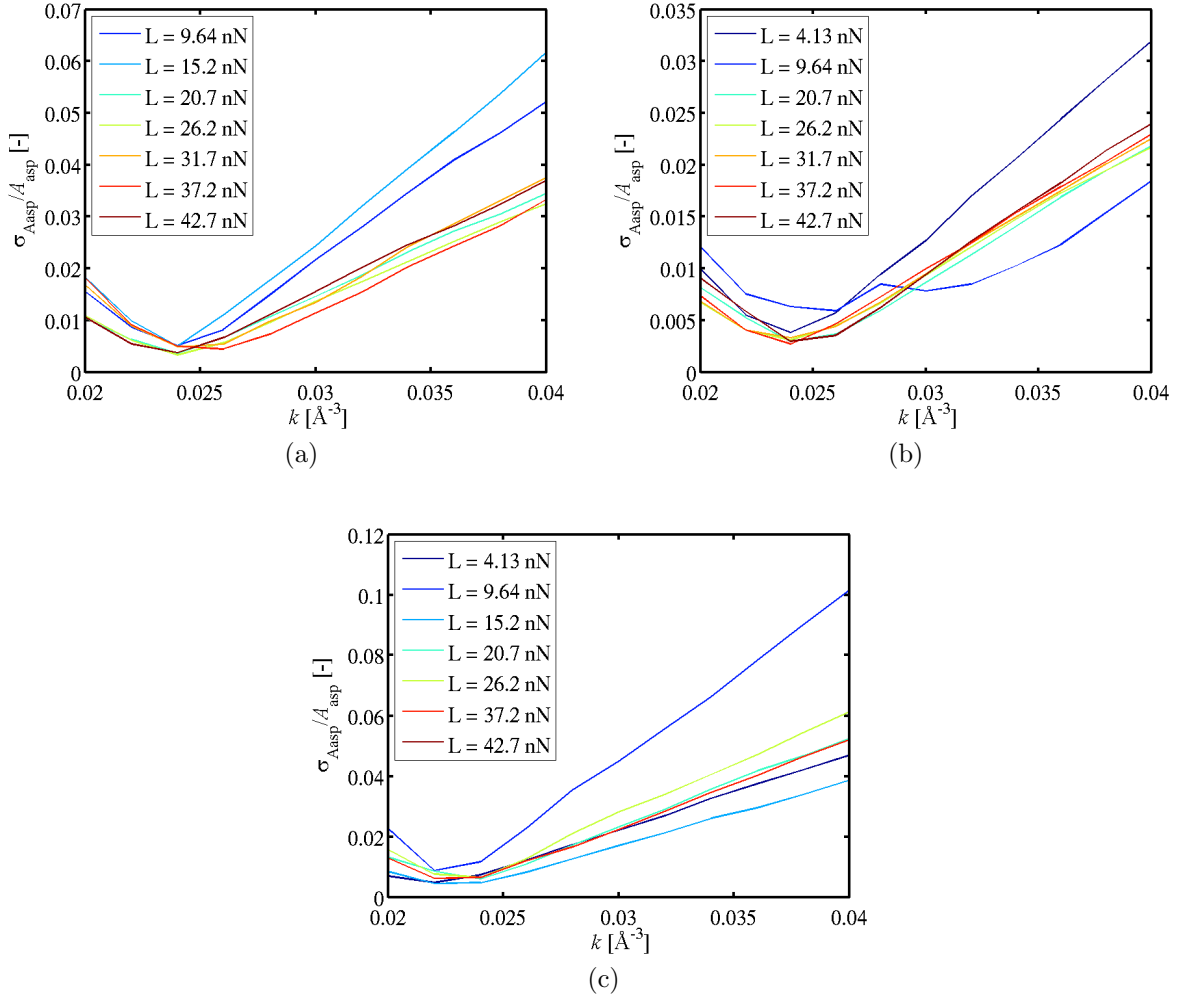 0.07
0.06
0.05
0.04
0.03
0.02
0.01
0
σAasp/Aasp [-]
L = 9.64 nN
L = 15.2 nN
L = 20.7 nN
L = 26.2 nN
L = 31.7 nN
L = 37.2 nN
L = 42.7 nN
0.02 0.025 0.03 0.035 0.04
k [Å-3]
(a)
0.035
0.03
0.025
0.02
0.015
0.01
0.005
0
σAasp/Aasp [-]
L = 4.13 nN
L = 9.64 nN
L = 20.7 nN
L = 26.2 nN
L = 31.7 nN
L = 37.2 nN
L = 42.7 nN
0.02 0.025 0.03 0.035 0.04
k [Å-3]
(b)
0.12
0.1
0.08
0.06
0.04
0.02
0
σAasp/Aasp [-]
L = 4.13 nN
L = 9.64 nN
L = 15.2 nN
L = 20.7 nN
L = 26.2 nN
L = 37.2 nN
L = 42.7 nN
0.02 0.025 0.03 0.035 0.04
k [Å-3]
(c)